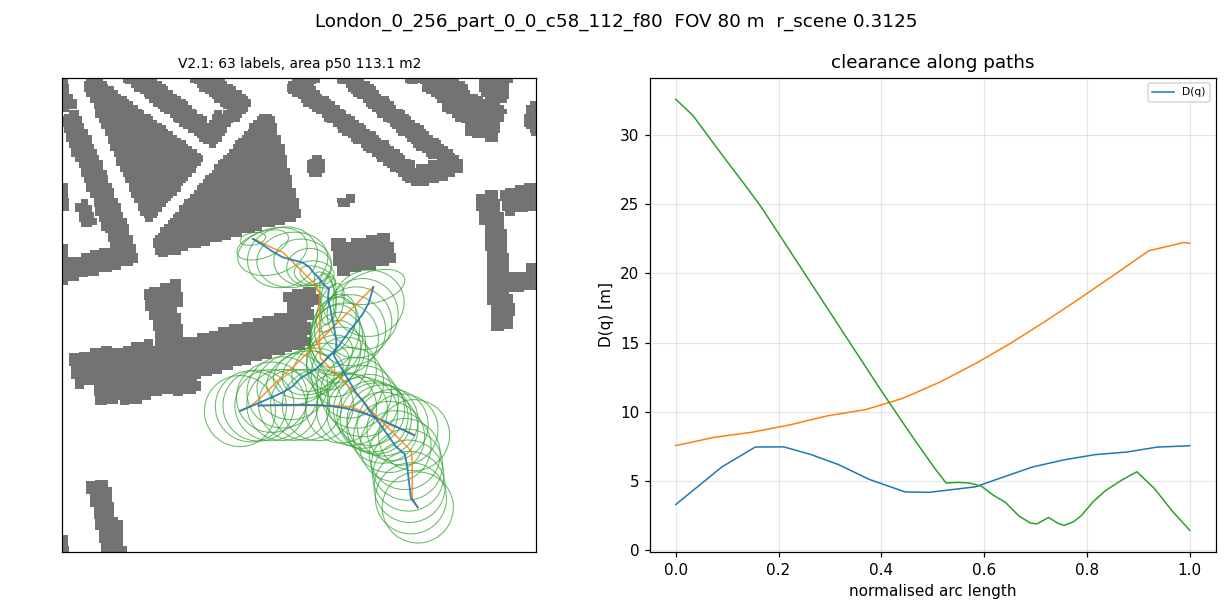 London_0_256_part_0_0_c58_112_f80 FOV 80 m r_scene 0.3125
V2.1: 63 labels, area p50 113.1 m2
clearance along paths
D(q)
D(q) [m]
30
25
20
15
10
5
0
0.0 0.2 0.4 0.6 0.8 1.0
normalised arc length